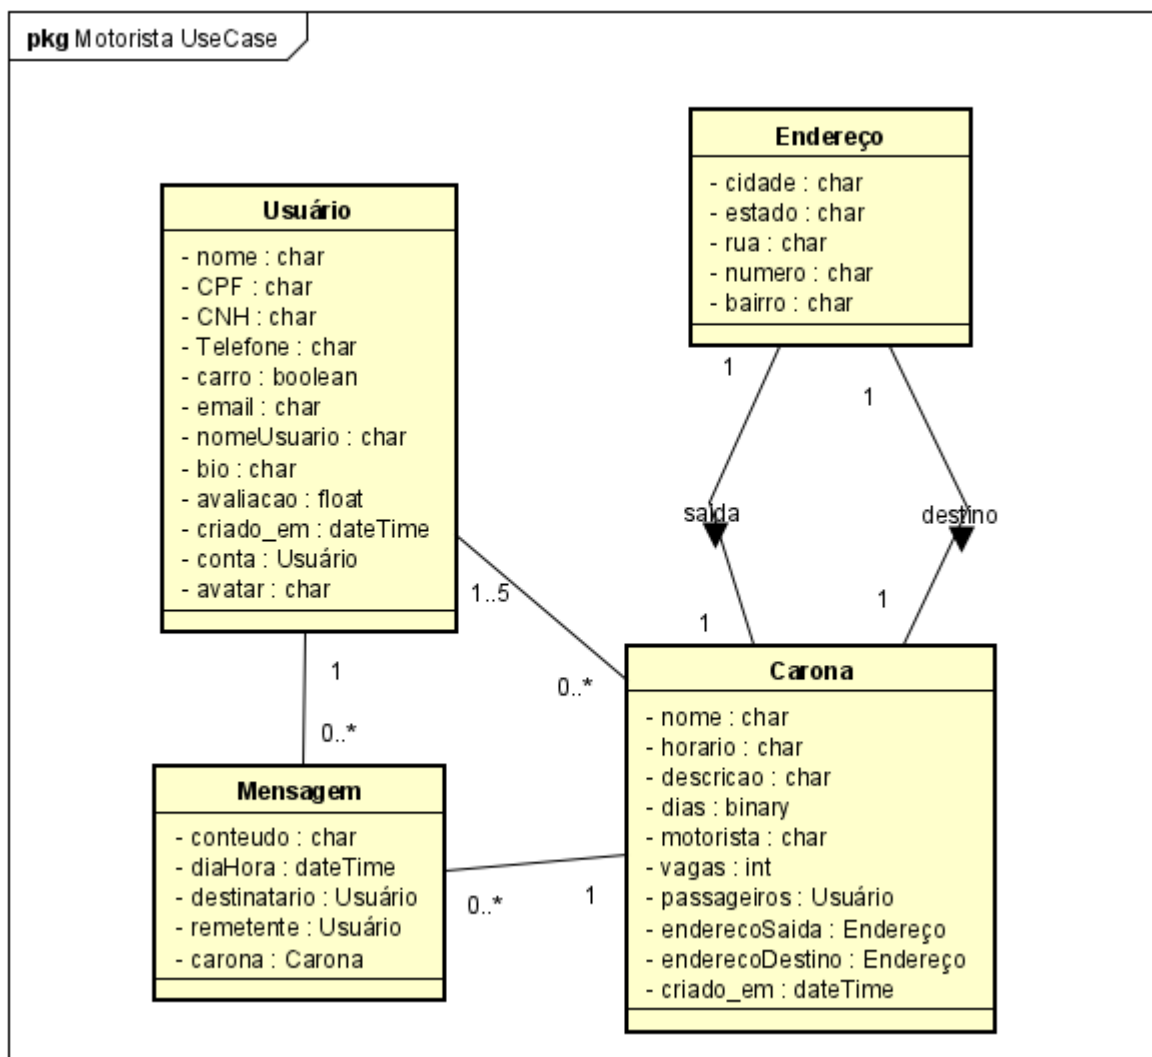 pkg Motorista UseCase
Endereço
- cidade : char
- estado : char
- rua : char
- numero : char
- bairro : char
Usuário
- nome : char
- CPF : char
- CNH : char
- Telefone : char
- carro : boolean
- email : char
- nomeUsuario : char
- bio : char
- avaliacao : float
- criado_em : dateTime
- conta : Usuário
- avatar : char
1
1
saída
destino
1..5
0..*
1
1
1
0..*
Carona
- nome : char
- horario : char
- descricao : char
- dias : binary
- motorista : char
- vagas : int
- passageiros : Usuário
- enderecoSaida : Endereço
- enderecoDestino : Endereço
- criado_em : dateTime
Mensagem
- conteudo : char
- diaHora : dateTime
- destinatario : Usuário
- remetente : Usuário
- carona : Carona
0..*
1